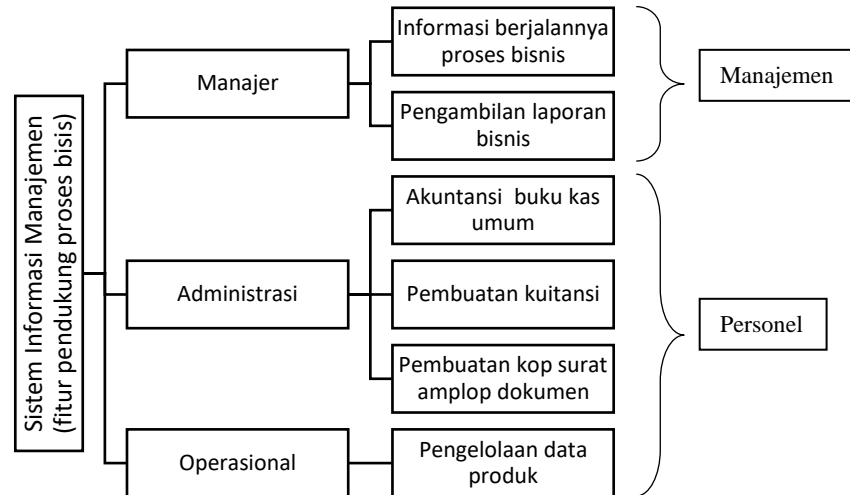 Sistem Informasi Manajemen
(fitur pendukung proses bisis)
Manajer
Informasi berjalannya
proses bisnis
Pengambilan laporan
bisnis
Manajemen
Administrasi
Akuntansi  buku kas
umum
Pembuatan kuitansi
Pembuatan kop surat
amplop dokumen
Operasional
Pengelolaan data
produk
Personel